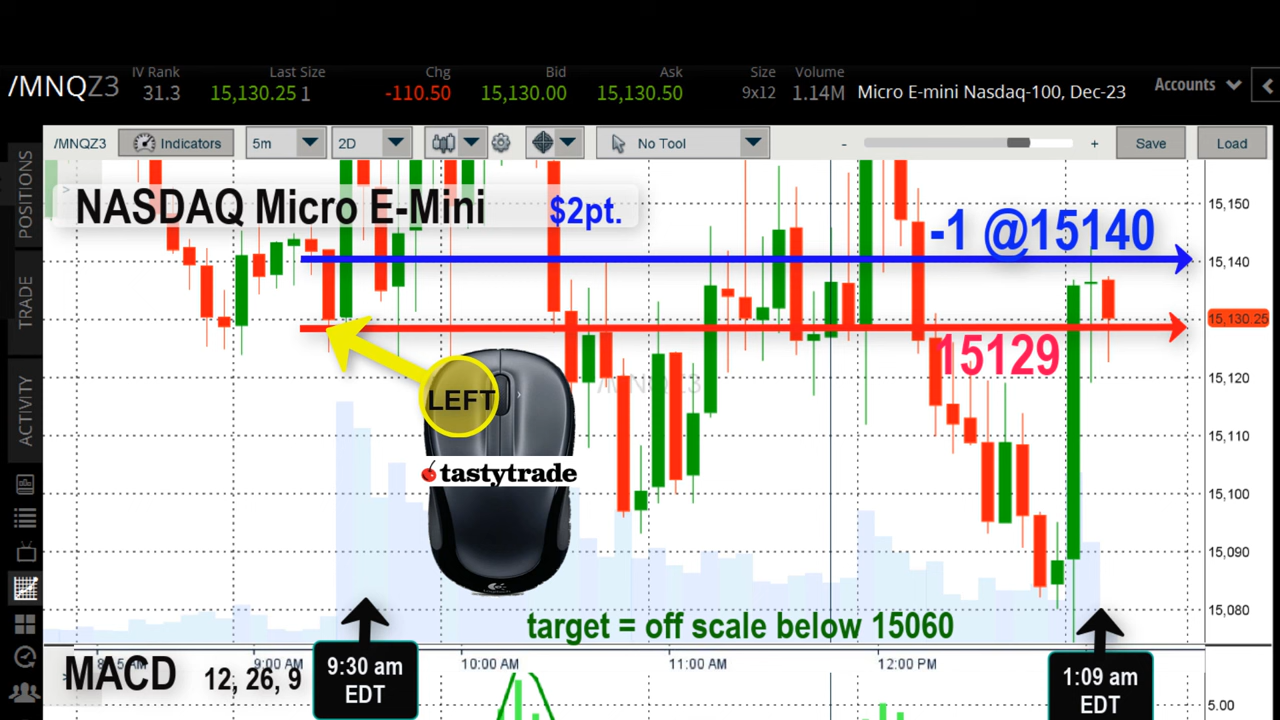 /MNQZ3
IV Rank
31.3
Last Size
15,130.25 1
Chg
-110.50
Bid
15,130.00
Ask
15,130.50
Size
9x12
Volume
1.14M
Micro E-mini Nasdaq-100, Dec-23
Accounts
/MNQZ3
Indicators
5m
2D
No Tool
- +
Save
Load
POSITIONS
TRADE
ACTIVITY
NASDAQ Micro E-Mini $2pt.
-1 @15140
15129
LEFT
tastytrade
/MNQZ3
15,150
15,140
15,130.25
15,120
15,110
15,100
15,090
15,080
target = off scale below 15060
9:00 AM
10:00 AM
11:00 AM
12:00 PM
MACD 12, 26, 9
9:30 am
EDT
1:09 am
EDT
5.00